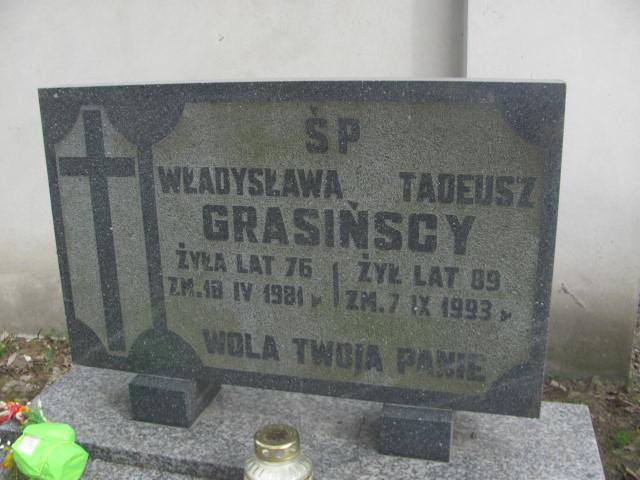 ŚP
WŁADYSŁAWA TADEUSZ
GRASIŃSCY
ŻYŁA LAT 76 ŻYŁ LAT 89
ZM. 18 IV 1981 R ZM. 7 IX 1993 R
WOLA TWOJA PANIE